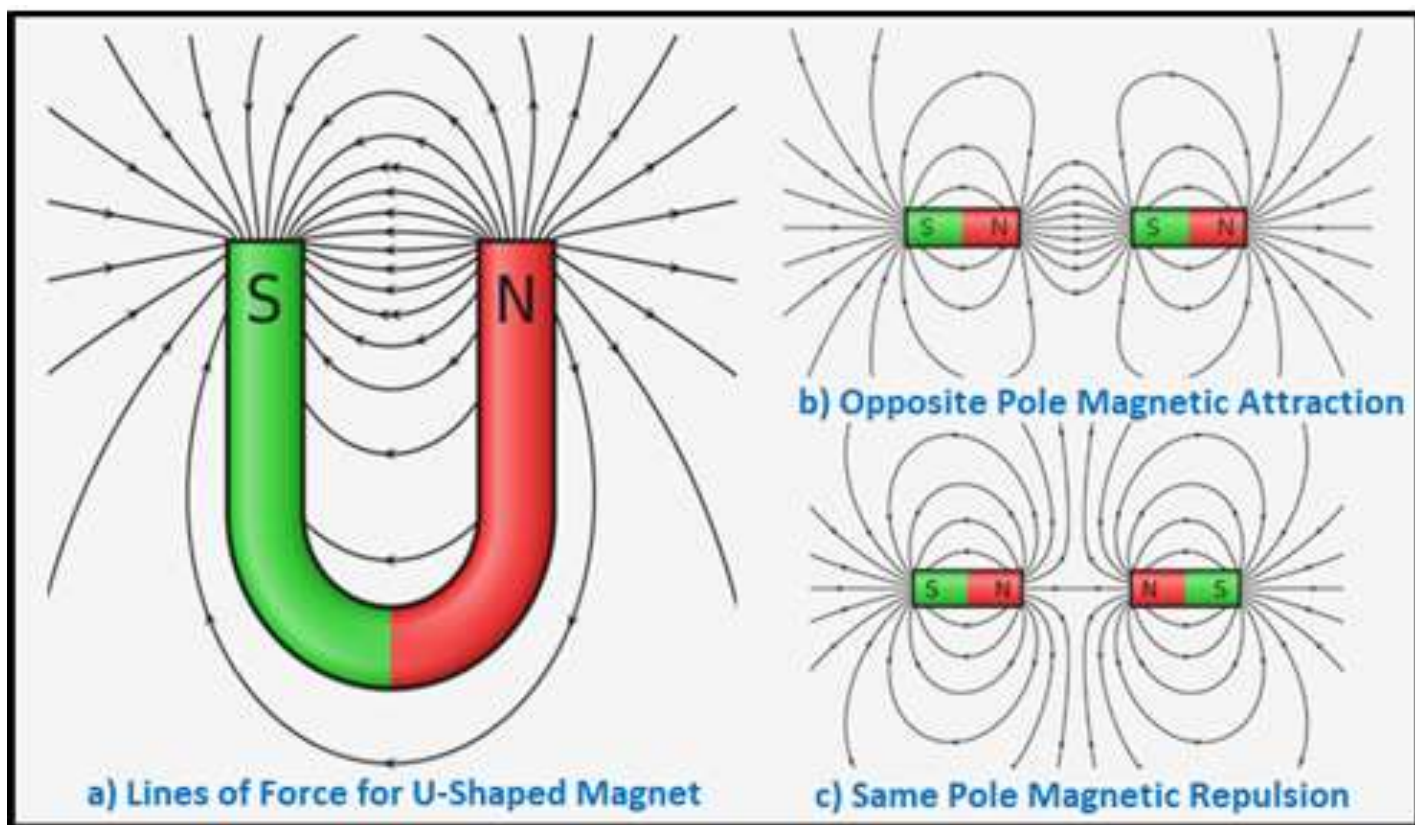 S N
a) Lines of Force for U-Shaped Magnet
S N S N
b) Opposite Pole Magnetic Attraction
S N N S
c) Same Pole Magnetic Repulsion